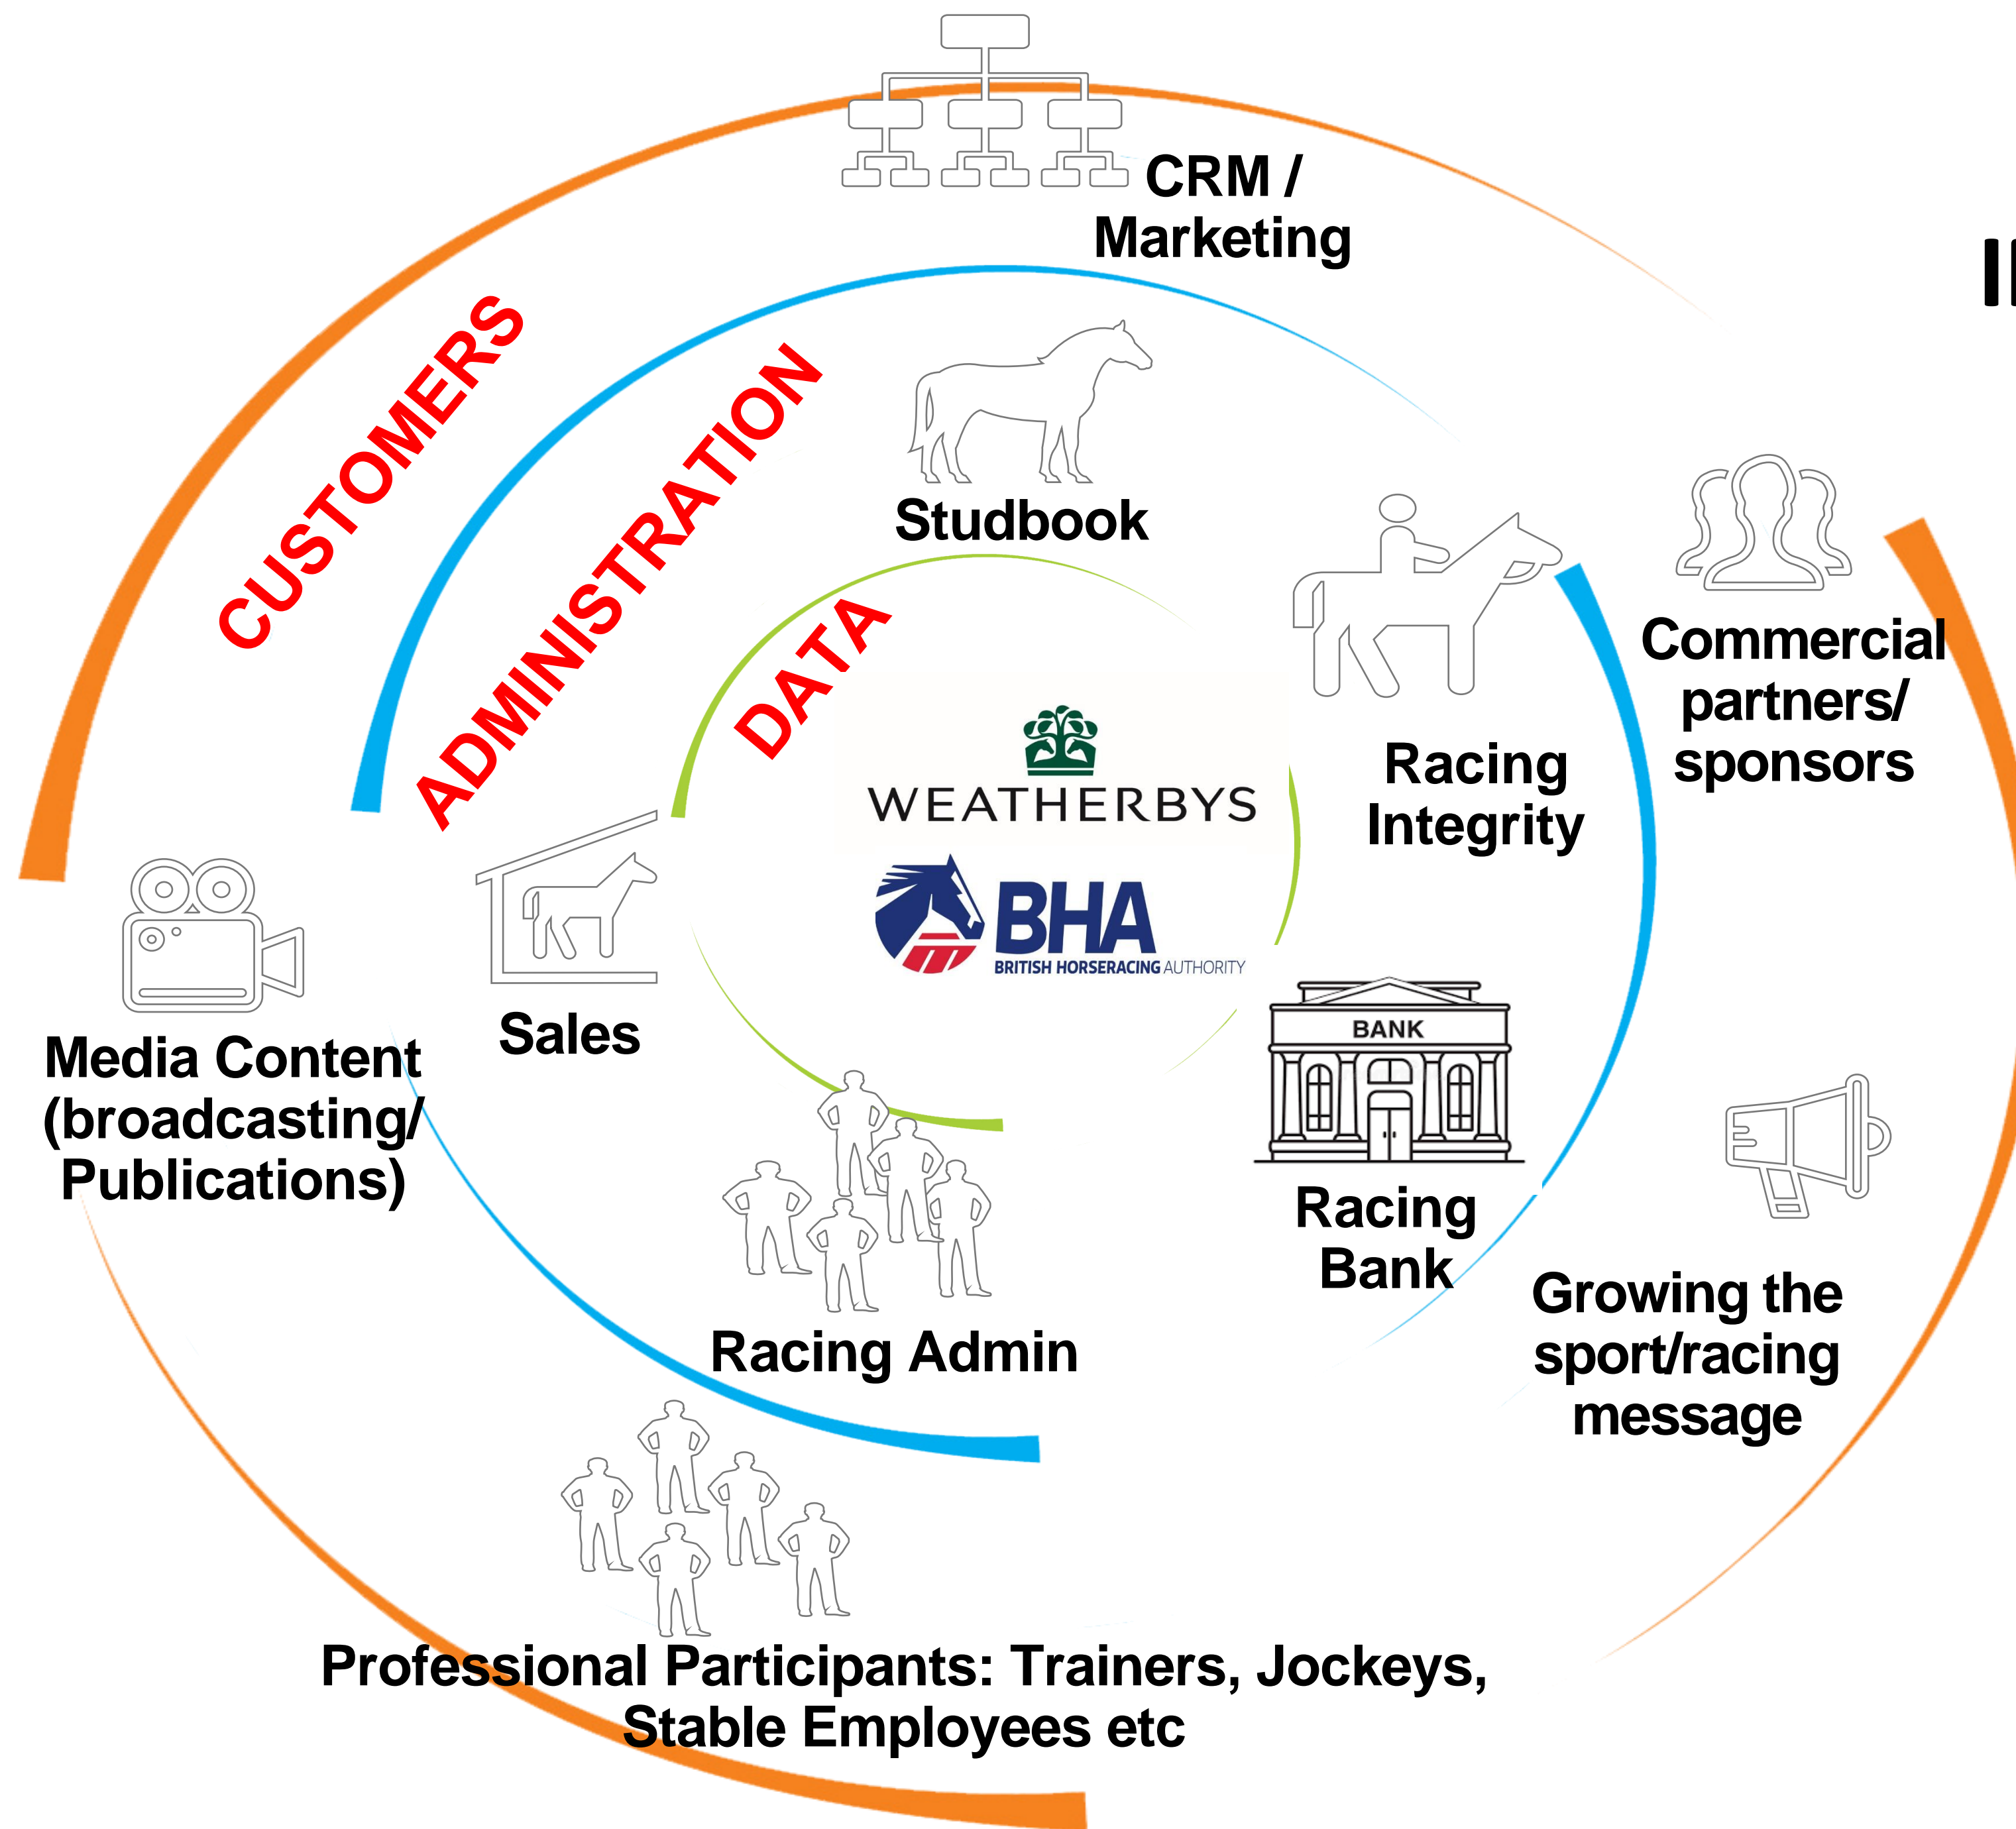 CRM /
Marketing
CUSTOMERS
ADMINISTRATION
DATA
Studbook
WEATHERBYS
BHA
BRITISH HORSERACING AUTHORITY
Racing
Integrity
Commercial
partners/
sponsors
Sales
Media Content
(broadcasting/
Publications)
BANK
Racing
Bank
Racing Admin
Growing the
sport/racing
message
Professional Participants: Trainers, Jockeys,
Stable Employees etc